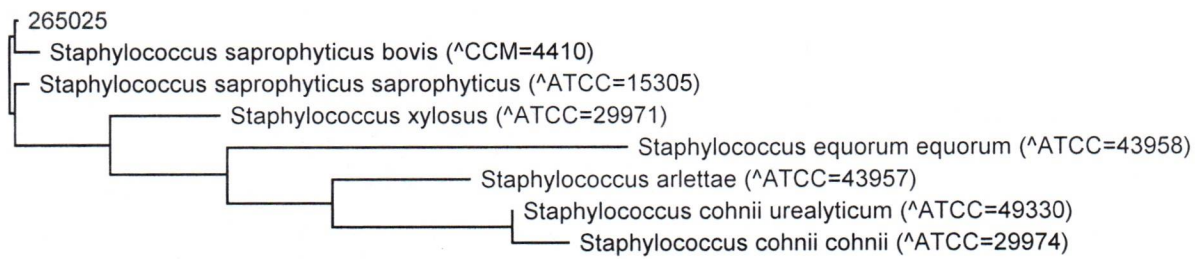 265025
Staphylococcus saprophyticus bovis (^CCM=4410)
Staphylococcus saprophyticus saprophyticus (^ATCC=15305)
Staphylococcus xylosus (^ATCC=29971)
Staphylococcus equorum equorum (^ATCC=43958)
Staphylococcus arlettae (^ATCC=43957)
Staphylococcus cohnii urealyticum (^ATCC=49330)
Staphylococcus cohnii cohnii (^ATCC=29974)